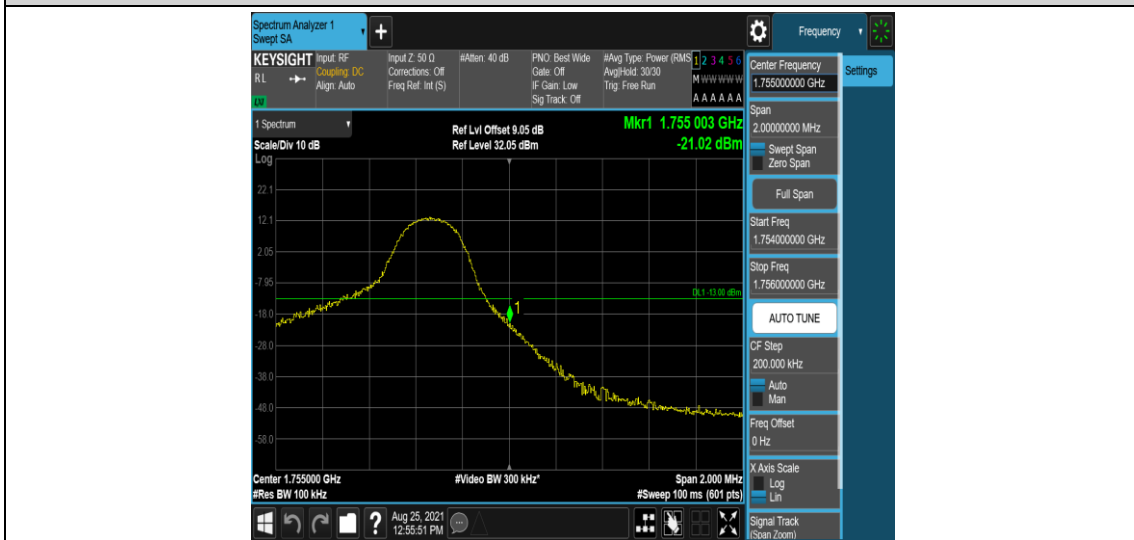 Spectrum Analyzer 1
Swept SA
+
Frequency
KEYSIGHT
RL
Input: RF
Coupling: DC
Align: Auto
Input Z: 50 Ω
Corrections: Off
Freq Ref: Int (S)
#Atten: 40 dB
PNO: Best Wide
Gate: Off
IF Gain: Low
Sig Track: Off
#Avg Type: Power (RMS
Avg|Hold: 30/30
Trig: Free Run
1 2 3 4 5 6
M W W W W W
A A A A A A
1 Spectrum
Scale/Div 10 dB
Log
Ref Lvl Offset 9.05 dB
Ref Level 32.05 dBm
Mkr1 1.755 003 GHz
-21.02 dBm
22.1
12.1
2.05
-7.95
-18.0
-28.0
-38.0
-48.0
-58.0
DL1 -13.00 dBm
1
Center 1.755000 GHz
#Res BW 100 kHz
#Video BW 300 kHz*
Span 2.000 MHz
#Sweep 100 ms (601 pts)
Center Frequency
1.755000000 GHz
Settings
Span
2.00000000 MHz
Swept Span
Zero Span
Full Span
Start Freq
1.754000000 GHz
Stop Freq
1.756000000 GHz
AUTO TUNE
CF Step
200.000 kHz
Auto
Man
Freq Offset
0 Hz
X Axis Scale
Log
Lin
Signal Track
(Span Zoom)
?
Aug 25, 2021
12:55:51 PM